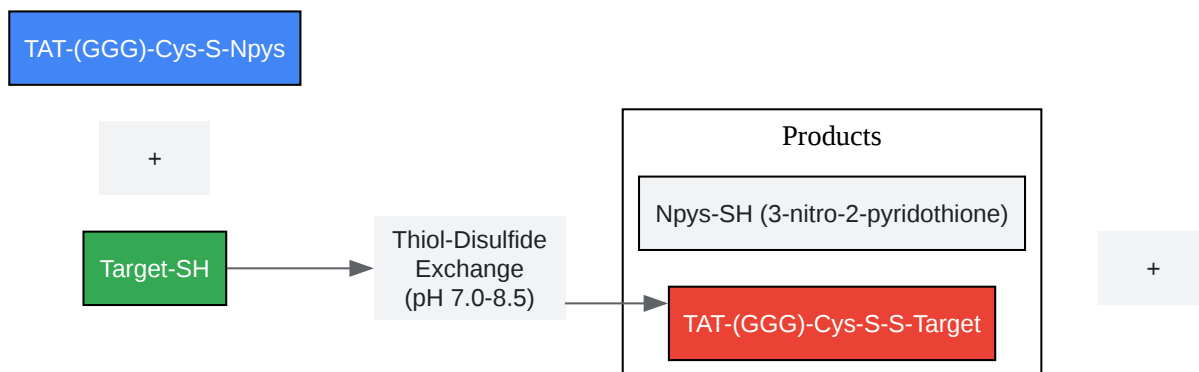 TAT-(GGG)-Cys-S-Npys
+
Target-SH
Thiol-Disulfide
Exchange
(pH 7.0-8.5)
Products
Npys-SH (3-nitro-2-pyridothione)
TAT-(GGG)-Cys-S-S-Target
+